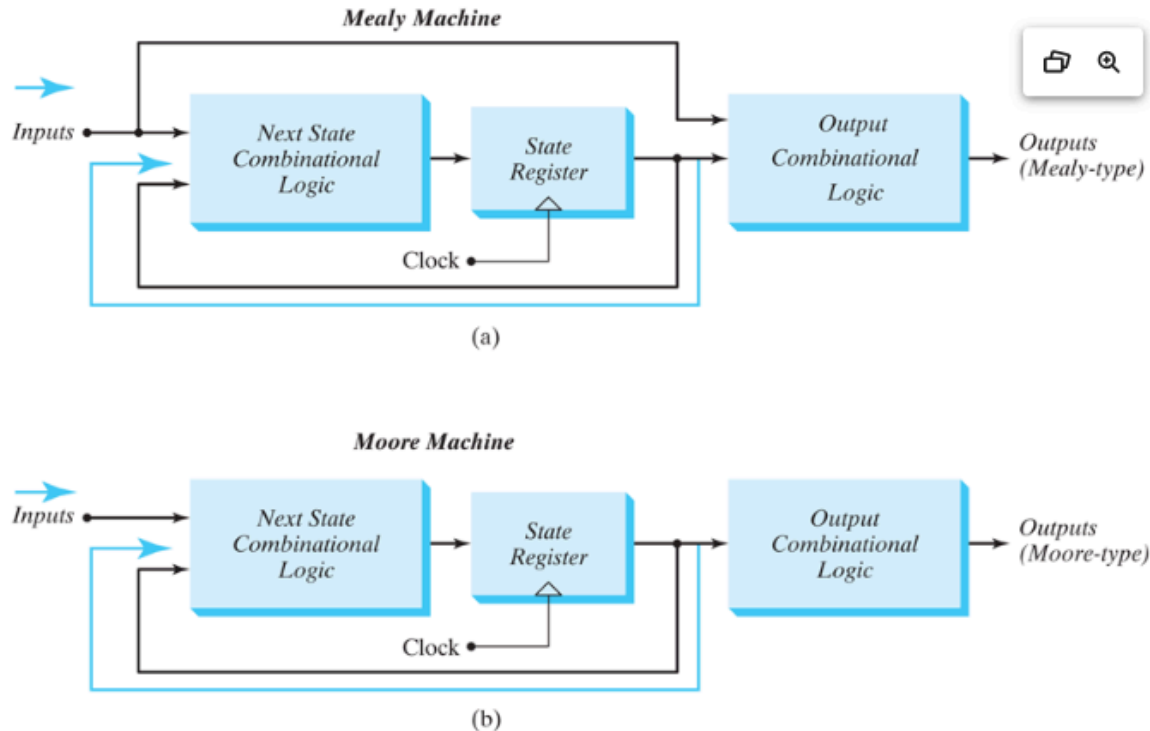 Mealy Machine
Inputs
Next State
Combinational
Logic
State
Register
Clock
Output
Combinational
Logic
Outputs
(Mealy-type)
(a)
Moore Machine
Inputs
Next State
Combinational
Logic
State
Register
Clock
Output
Combinational
Logic
Outputs
(Moore-type)
(b)